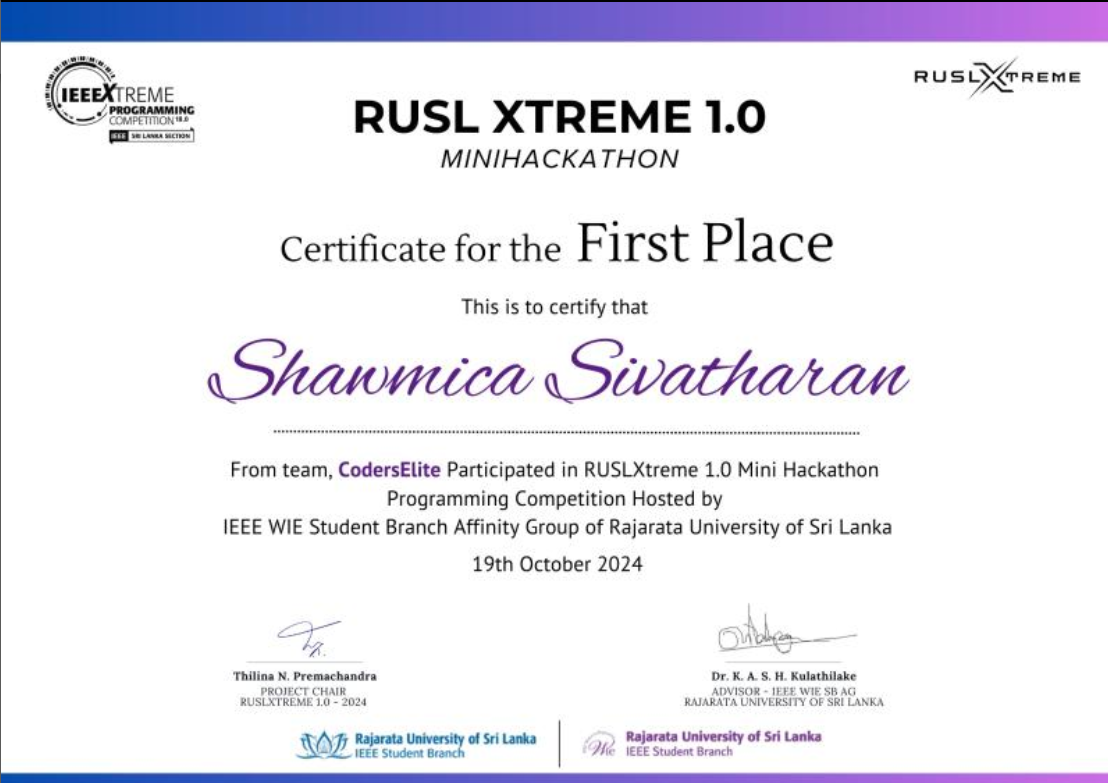 IEEEXTREME
PROGRAMMING
COMPETITION 18.0
IEEE SRI LANKA SECTION
RUSLXTREME
RUSL XTREME 1.0
MINIHACKATHON
Certificate for the First Place
This is to certify that
Shawmica Sivatharan
From team, CodersElite Participated in RUSLXtreme 1.0 Mini Hackathon
Programming Competition Hosted by
IEEE WIE Student Branch Affinity Group of Rajarata University of Sri Lanka
19th October 2024
Thilina N. Premachandra
PROJECT CHAIR
RUSLXTREME 1.0 - 2024
Dr. K. A. S. H. Kulathilake
ADVISOR - IEEE WIE SB AG
RAJARATA UNIVERSITY OF SRI LANKA
Rajarata University of Sri Lanka
IEEE Student Branch
Wie
Rajarata University of Sri Lanka
IEEE Student Branch